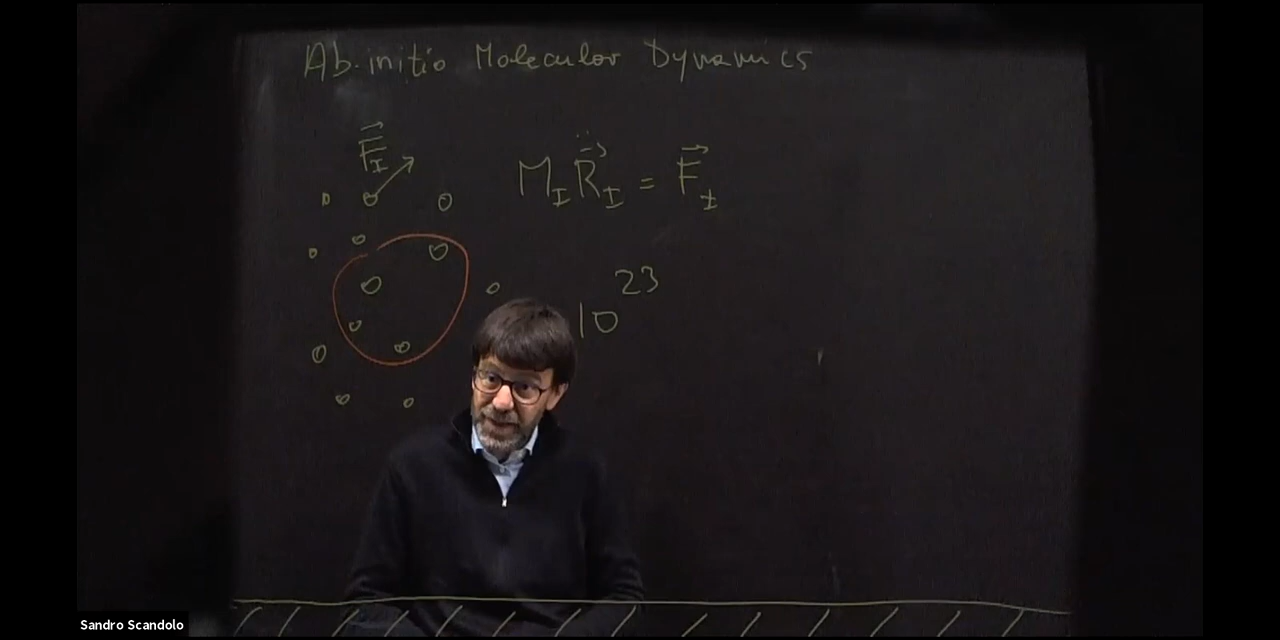 Ab-initio Molecular Dynamics
F⃗_I
M_I R̈⃗_I = F⃗_I
10^23
Sandro Scandolo